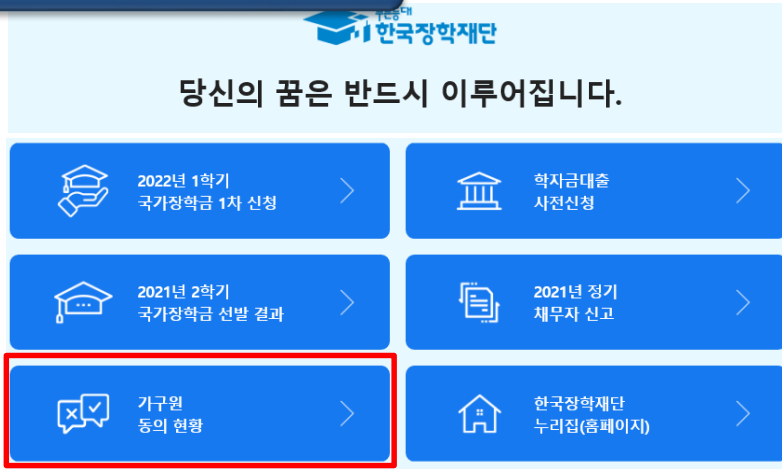 푸른등대
한국장학재단
당신의 꿈은 반드시 이루어집니다.
2022년 1학기
국가장학금 1차 신청
학자금대출
사전신청
2021년 2학기
국가장학금 선발 결과
2021년 정기
채무자 신고
가구원
동의 현황
한국장학재단
누리집(홈페이지)